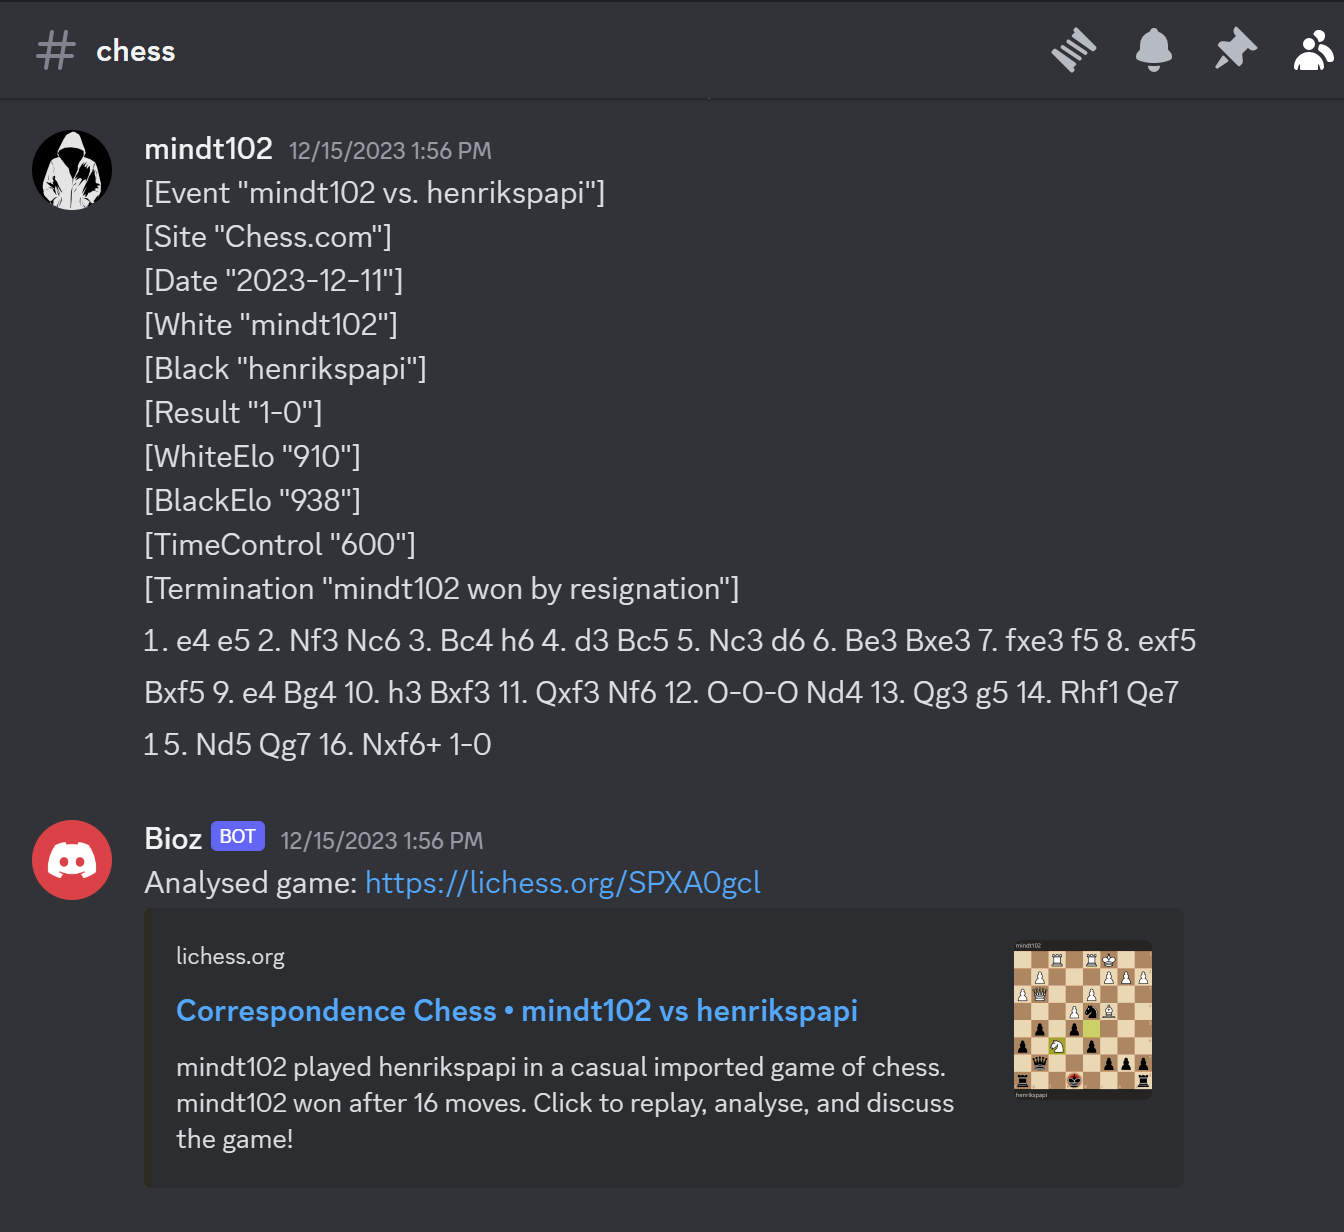 chess
mindt102 12/15/2023 1:56 PM
[Event "mindt102 vs. henrikspapi"]
[Site "Chess.com"]
[Date "2023-12-11"]
[White "mindt102"]
[Black "henrikspapi"]
[Result "1-0"]
[WhiteElo "910"]
[BlackElo "938"]
[TimeControl "600"]
[Termination "mindt102 won by resignation"]
1. e4 e5 2. Nf3 Nc6 3. Bc4 h6 4. d3 Bc5 5. Nc3 d6 6. Be3 Bxe3 7. fxe3 f5 8. exf5
Bxf5 9. e4 Bg4 10. h3 Bxf3 11. Qxf3 Nf6 12. O-O-O Nd4 13. Qg3 g5 14. Rhf1 Qe7
15. Nd5 Qg7 16. Nxf6+ 1-0
Bioz BOT 12/15/2023 1:56 PM
Analysed game: https://lichess.org/SPXA0gcl
lichess.org
mindt102
Correspondence Chess • mindt102 vs henrikspapi
mindt102 played henrikspapi in a casual imported game of chess.
mindt102 won after 16 moves. Click to replay, analyse, and discuss
the game!
henrikspapi